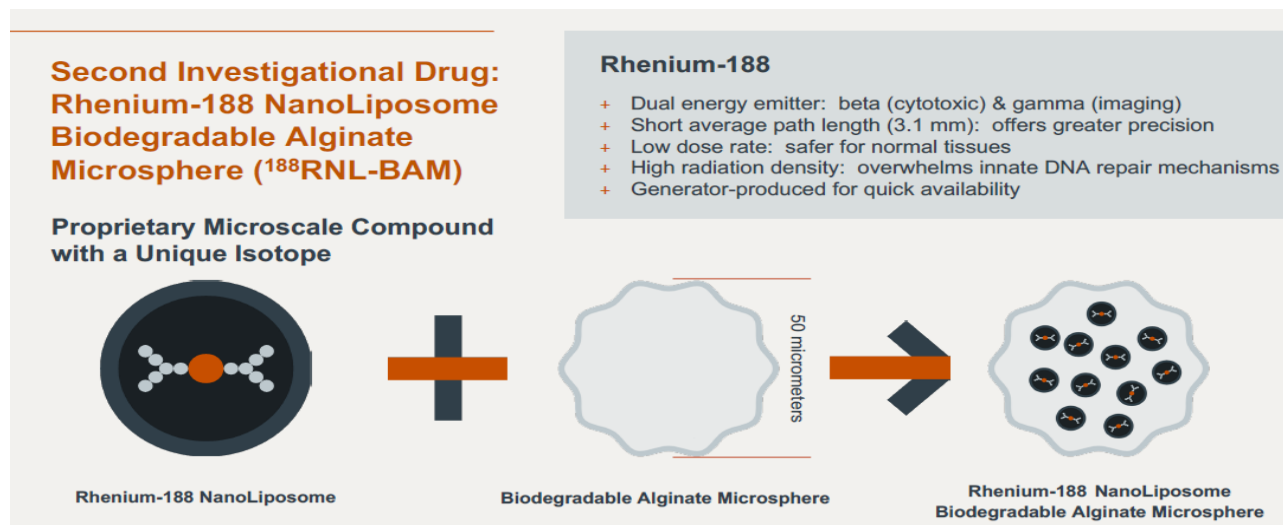 Second Investigational Drug:
Rhenium-188 NanoLiposome
Biodegradable Alginate
Microsphere (¹⁸⁸RNL-BAM)
Proprietary Microscale Compound
with a Unique Isotope
Rhenium-188
+ Dual energy emitter: beta (cytotoxic) & gamma (imaging)
+ Short average path length (3.1 mm): offers greater precision
+ Low dose rate: safer for normal tissues
+ High radiation density: overwhelms innate DNA repair mechanisms
+ Generator-produced for quick availability
50 micrometers
Rhenium-188 NanoLiposome
Biodegradable Alginate Microsphere
Rhenium-188 NanoLiposome
Biodegradable Alginate Microsphere